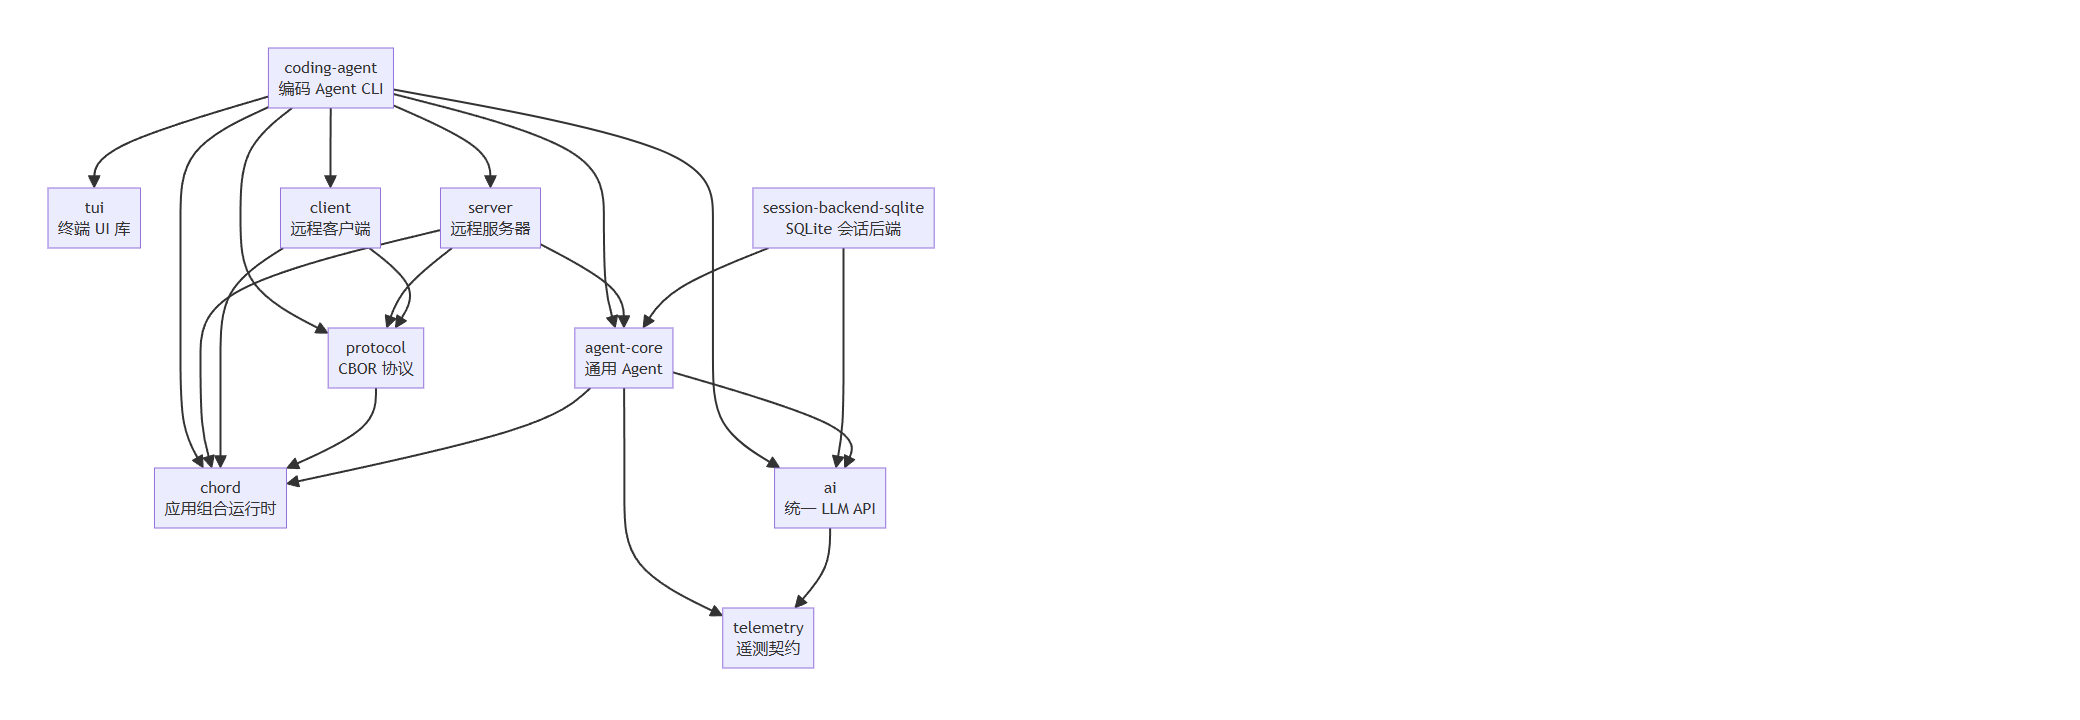 coding-agent
编码 Agent CLI
tui
终端 UI 库
client
远程客户端
server
远程服务器
session-backend-sqlite
SQLite 会话后端
protocol
CBOR 协议
agent-core
通用 Agent
chord
应用组合运行时
ai
统一 LLM API
telemetry
遥测契约